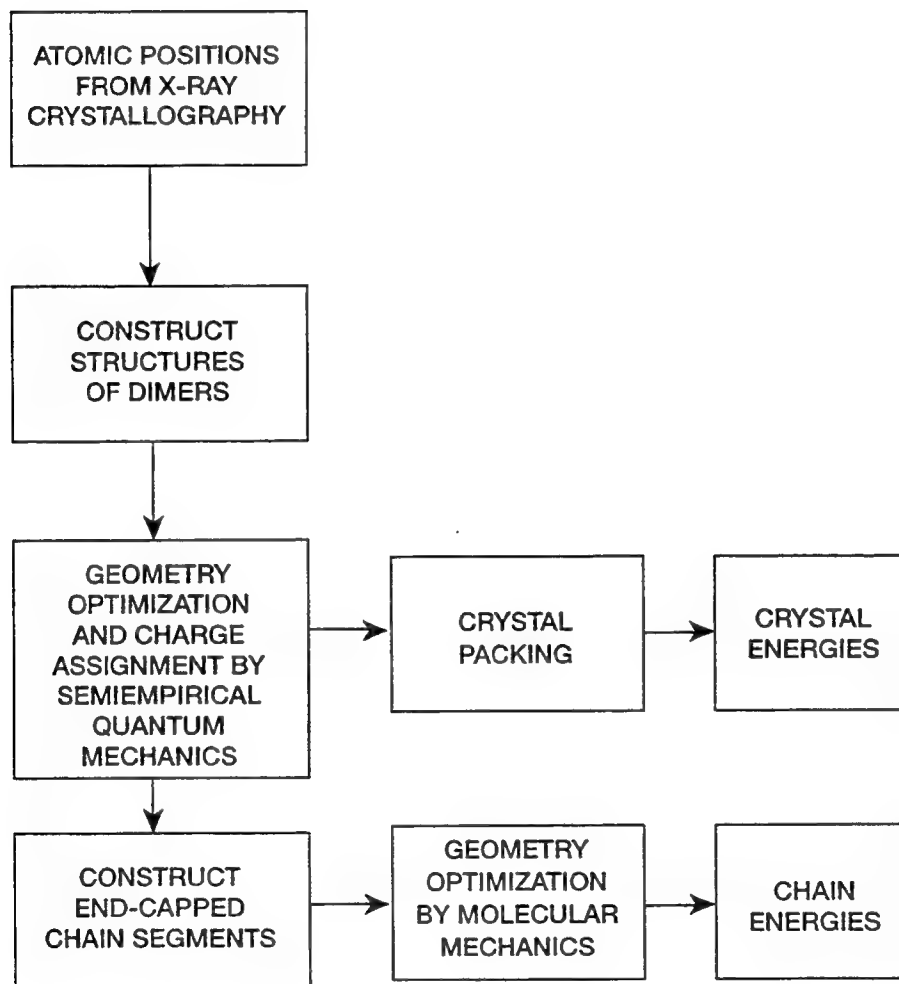 ATOMIC POSITIONS
FROM X-RAY
CRYSTALLOGRAPHY
CONSTRUCT
STRUCTURES
OF DIMERS
GEOMETRY
OPTIMIZATION
AND CHARGE
ASSIGNMENT BY
SEMIEMPIRICAL
QUANTUM
MECHANICS
CRYSTAL
PACKING
CRYSTAL
ENERGIES
CONSTRUCT
END-CAPPED
CHAIN SEGMENTS
GEOMETRY
OPTIMIZATION
BY MOLECULAR
MECHANICS
CHAIN
ENERGIES